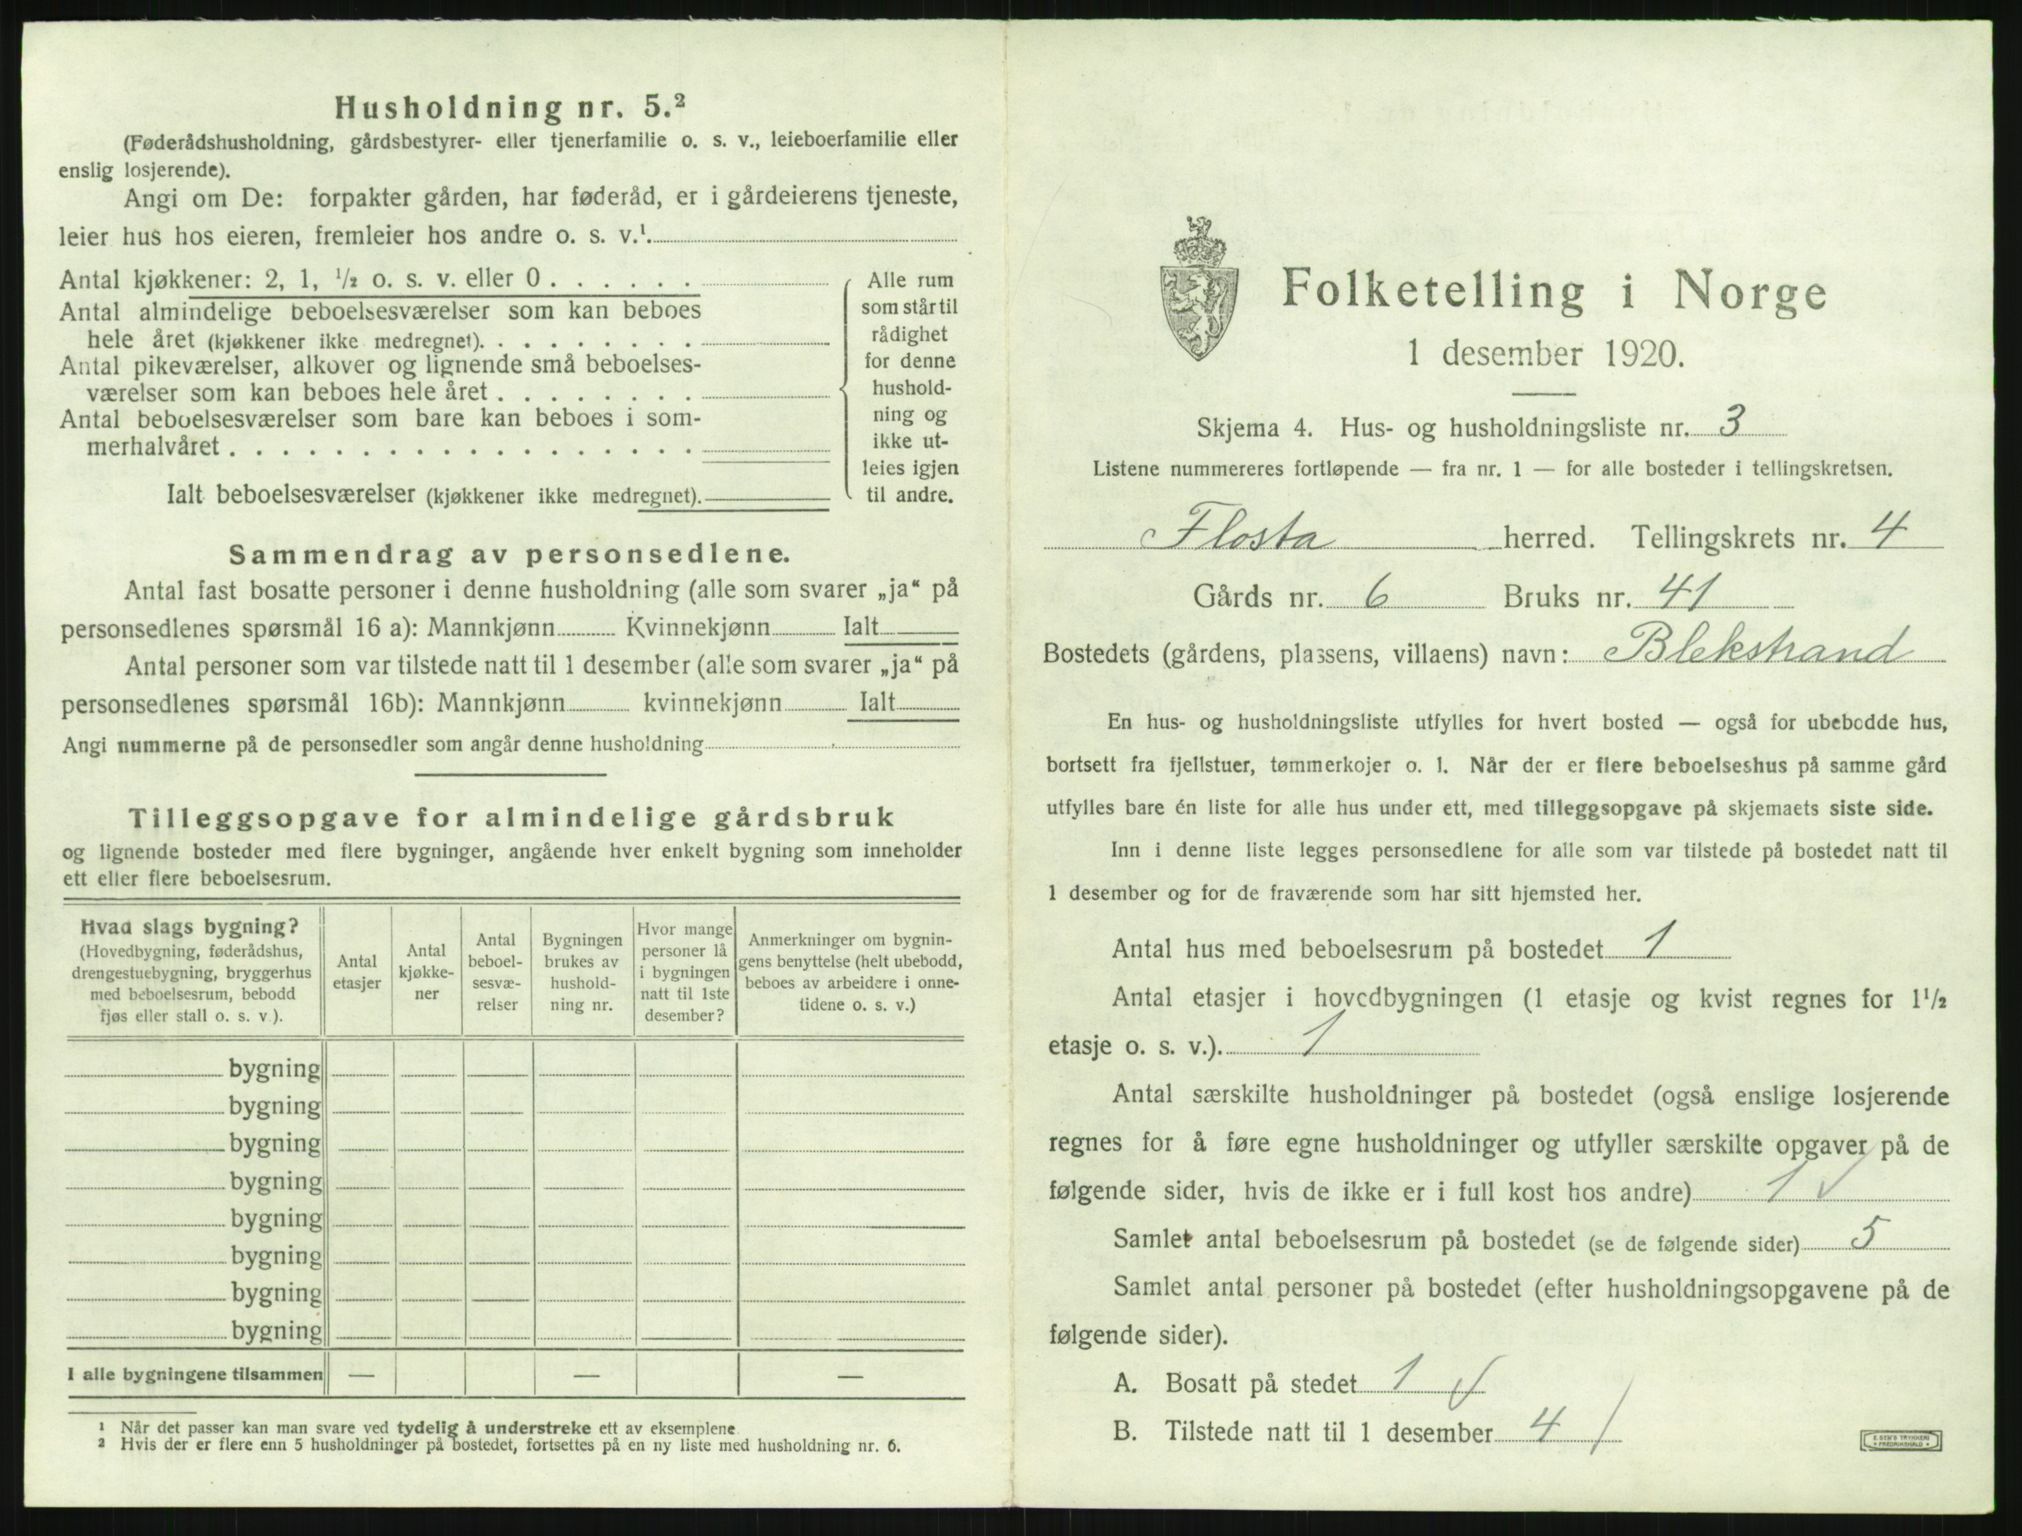 Husholdning nr. 5.²
(Føderådshusholdning, gårdsbestyrer- eller tjenerfamilie o. s. v., leieboerfamilie eller
enslig losjerende).
Angi om De: forpakter gården, har føderåd, er i gårdeierens tjeneste,
leier hus hos eieren, fremleier hos andre o. s. v.¹
Antal kjøkkener: 2, 1, ¹/₂ o. s. v. eller 0 . . . . . .
Antal almindelige beboelsesværelser som kan beboes
hele året (kjøkkener ikke medregnet). . . . . . . . .
Antal pikeværelser, alkover og lignende små beboelses-
værelser som kan beboes hele året . . . . . . . .
Antal beboelsesværelser som bare kan beboes i som-
merhalvåret . . . . . . . . . . . . . . . . . .
Ialt beboelsesværelser (kjøkkener ikke medregnet).
Alle rum
som står til
rådighet
for denne
hushold-
ning og
ikke ut-
leies igjen
til andre.
Sammendrag av personsedlene.
Antal fast bosatte personer i denne husholdning (alle som svarer „ja“ på
personsedlenes spørsmål 16 a): Mannkjønn Kvinnekjønn Ialt
Antal personer som var tilstede natt til 1 desember (alle som svarer „ja“ på
personsedlenes spørsmål 16b): Mannkjønn kvinnekjønn Ialt
Angi nummerne på de personsedler som angår denne husholdning
Tilleggsopgave for almindelige gårdsbruk
og lignende bosteder med flere bygninger, angående hver enkelt bygning som inneholder
ett eller flere beboelsesrum.
Hvad slags bygning?
(Hovedbygning, føderådshus,
drengestuebygning, bryggerhus
med beboelsesrum, bebodd
fjøs eller stall o. s. v.).
Antal
etasjer
Antal
kjøkke-
ner
Antal
beboel-
sesvæ-
relser
Bygningen
brukes av
hushold-
ning nr.
Hvor mange
personer lå
i bygningen
natt til 1ste
desember?
Anmerkninger om bygnin-
gens benyttelse (helt ubebodd,
beboes av arbeidere i onne-
tidene o. s. v.)
bygning
bygning
bygning
bygning
bygning
bygning
bygning
bygning
I alle bygningene tilsammen — — —
¹ Når det passer kan man svare ved tydelig å understreke ett av eksemplene
² Hvis der er flere enn 5 husholdninger på bostedet, fortsettes på en ny liste med husholdning nr. 6.
Folketelling i Norge
1 desember 1920.
Skjema 4. Hus- og husholdningsliste nr. 3
Listene nummereres fortløpende — fra nr. 1 — for alle bosteder i tellingskretsen.
Flosta herred. Tellingskrets nr. 4
Gårds nr. 6 Bruks nr. 41
Bostedets (gårdens, plassens, villaens) navn: Blekstrand
En hus- og husholdningsliste utfylles for hvert bosted — også for ubebodde hus,
bortsett fra fjellstuer, tømmerkojer o. l. Når der er flere beboelseshus på samme gård
utfylles bare én liste for alle hus under ett, med tilleggsopgave på skjemaets siste side.
Inn i denne liste legges personsedlene for alle som var tilstede på bostedet natt til
1 desember og for de fraværende som har sitt hjemsted her.
Antal hus med beboelsesrum på bostedet 1
Antal etasjer i hovedbygningen (1 etasje og kvist regnes for 1¹/₂
etasje o. s. v.). 1
Antal særskilte husholdninger på bostedet (også enslige losjerende
regnes for å føre egne husholdninger og utfyller særskilte opgaver på de
følgende sider, hvis de ikke er i full kost hos andre) 1 √
Samlet antal beboelsesrum på bostedet (se de følgende sider) 5
Samlet antal personer på bostedet (efter husholdningsopgavene på de
følgende sider).
A. Bosatt på stedet 1 √
B. Tilstede natt til 1 desember 4 /